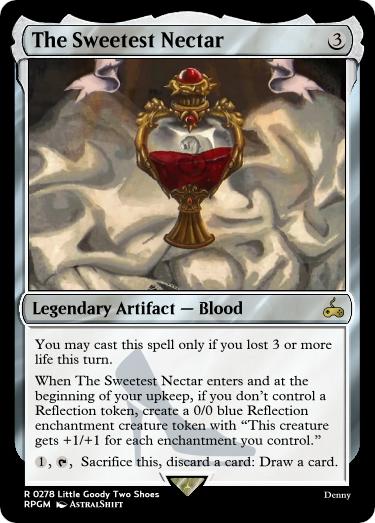 The Sweetest Nectar 3
Legendary Artifact — Blood
You may cast this spell only if you lost 3 or more
life this turn.
When The Sweetest Nectar enters and at the
beginning of your upkeep, if you don't control a
Reflection token, create a 0/0 blue Reflection
enchantment creature token with “This creature
gets +1/+1 for each enchantment you control.”
1, , Sacrifice this, discard a card: Draw a card.
R 0278 Little Goody Two Shoes
RPGM AstralShift
Denny